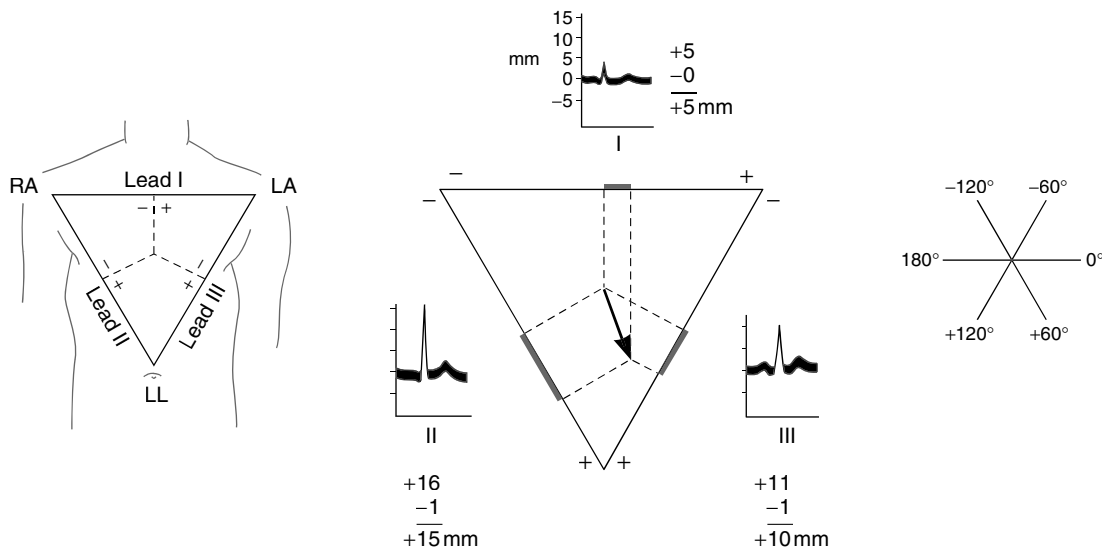 RA
Lead I
LA
− +
−
+
−
+
Lead II
Lead III
LL
mm
15
10
5
0
−5
+5
−0
+5 mm
I
− +
− −
+ +
II
+16
−1
+15 mm
III
+11
−1
+10 mm
−120° −60°
180° 0°
+120° +60°